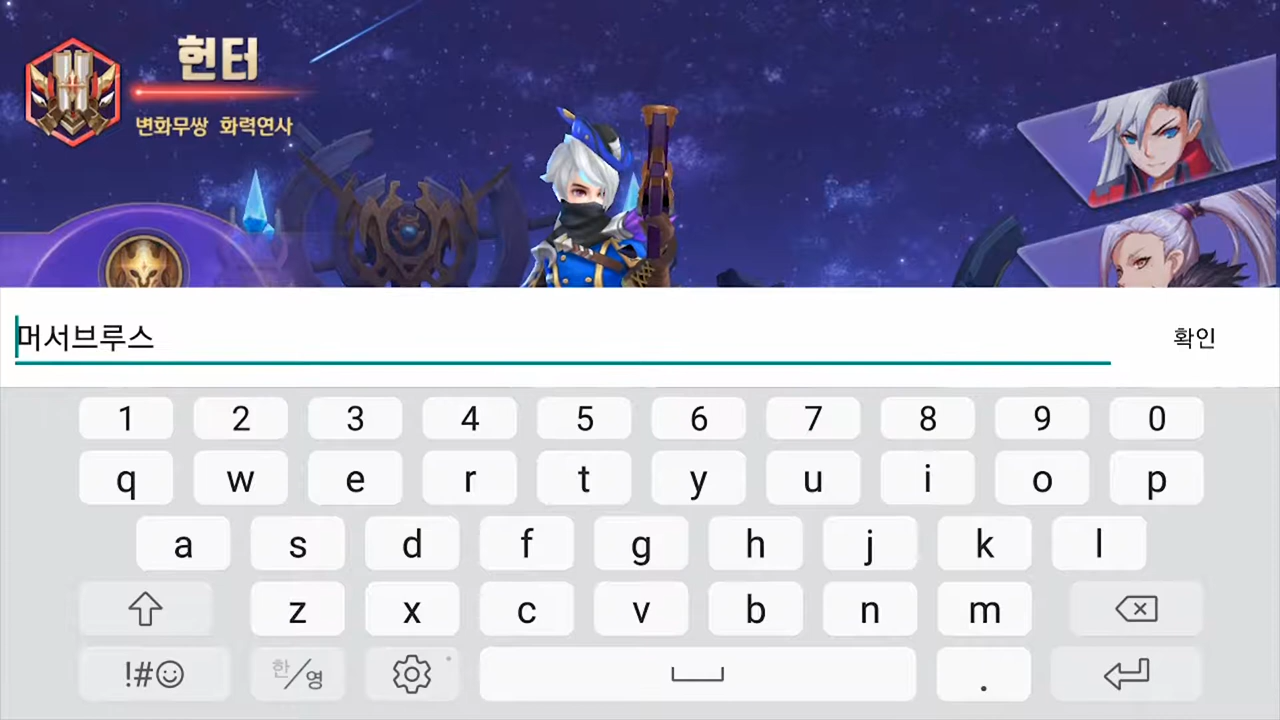 헌터
변화무쌍 화력연사
머서브루스
확인
1 2 3 4 5 6 7 8 9 0
q w e r t y u i o p
a s d f g h j k l
z x c v b n m
!#☺ 한/영 .